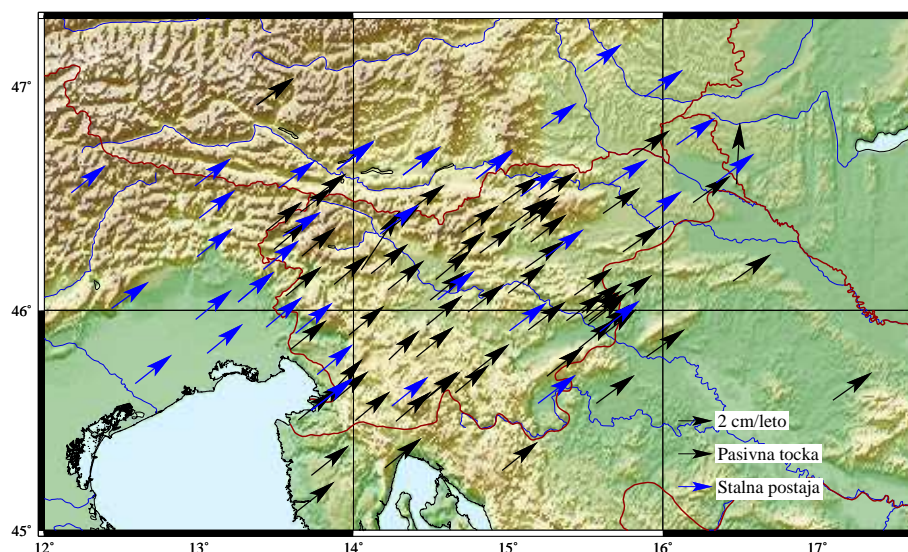 47˚
46˚
45˚
2 cm/leto
Pasivna tocka
Stalna postaja
12˚ 13˚ 14˚ 15˚ 16˚ 17˚